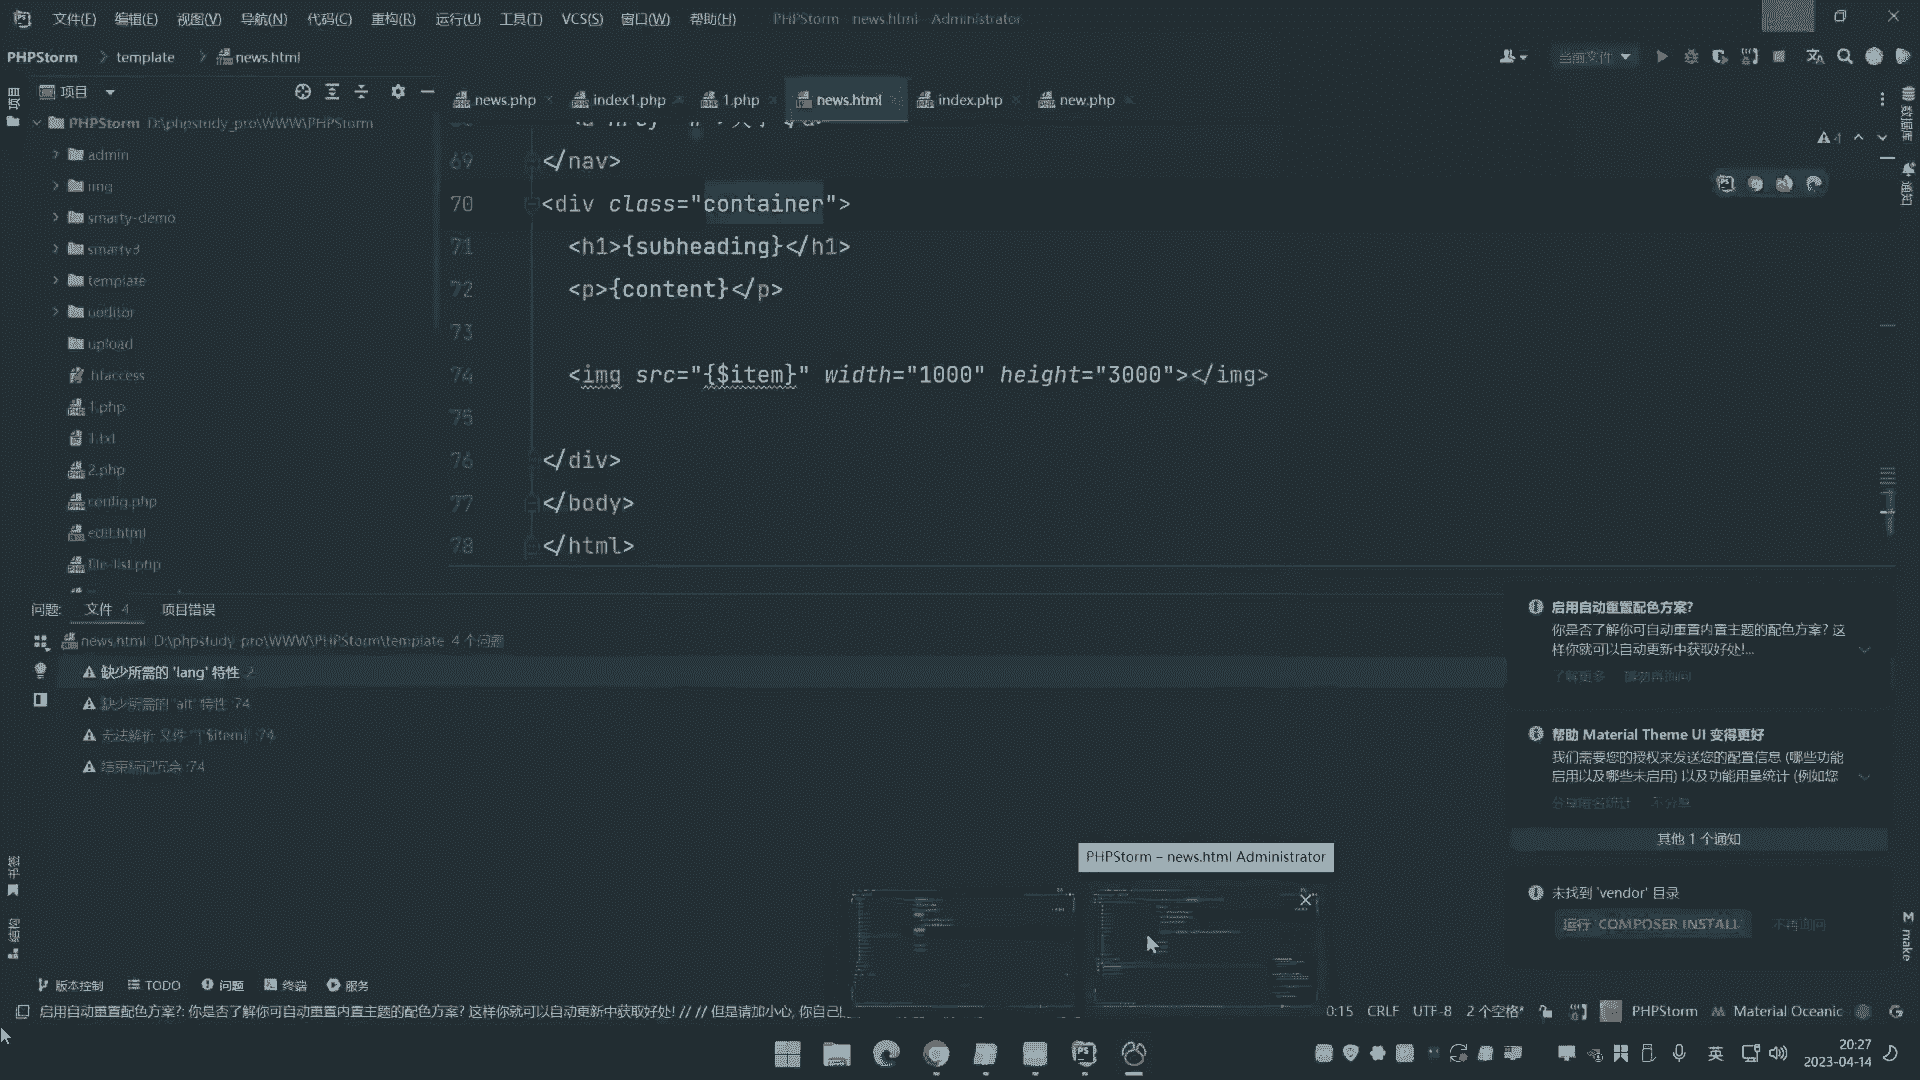 文件(F) 编辑(E) 视图(V) 导航(N) 代码(C) 重构(R) 运行(U) 工具(T) VCS(S) 窗口(W) 帮助(H) PHPStorm - news.html - Administrator
PHPStorm template news.html 当前文件
项目
news.php index1.php 1.php news.html index.php new.php
PHPStorm D:\phpstudy_pro\WWW\PHPStorm
admin
img
smarty-demo
smarty3
template
ueditor
upload
.htaccess
1.php
1.txt
2.php
config.php
edit.html
file-list.php
4
69 </nav>
70 <div class="container">
71 <h1>{subheading}</h1>
72 <p>{content}</p>
73
74 <img src="{$item}" width="1000" height="3000"></img>
75
76 </div>
77 </body>
78 </html>
项目
数据库
通知
问题: 文件 4 项目错误
news.html D:\phpstudy_pro\WWW\PHPStorm\template 4 个问题
缺少所需的 'lang' 特性 :2
缺少所需的 'alt' 特性 :74
无法解析 文件 '{$item}' :74
结束标记冗余 :74
启用自动重置配色方案?
你是否了解你可自动重置内置主题的配色方案? 这
样你就可以自动更新中获取好处!...
了解更多 请勿再询问
帮助 Material Theme UI 变得更好
我们需要您的授权来发送您的配置信息 (哪些功能
启用以及哪些未启用) 以及功能用量统计 (例如您
分享匿名统计 不分享
其他 1 个通知
未找到 'vendor' 目录
运行 'COMPOSER INSTALL' 不再询问
PHPStorm – news.html Administrator
书签
结构
make
版本控制 TODO 问题 终端 服务
启用自动重置配色方案?: 你是否了解你可自动重置内置主题的配色方案? 这样你就可以自动更新中获取好处! // // 但是请加小心, 你自己
0:15 CRLF UTF-8 2 个空格* PHPStorm Material Oceanic
英
20:27
2023-04-14